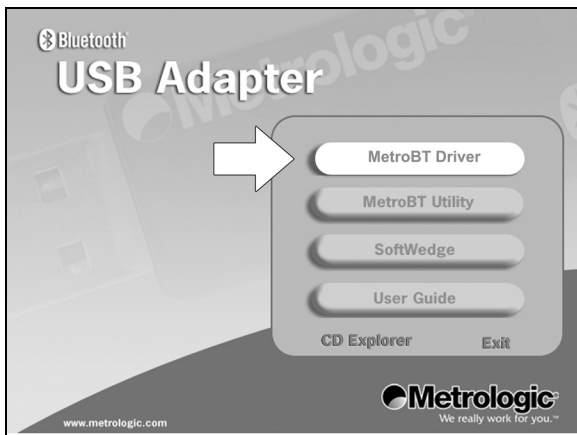 Bluetooth®
USB Adapter
Metrologic
MetroBT Driver
MetroBT Utility
SoftWedge
User Guide
CD Explorer Exit
Metrologic®
We really work for you.™
www.metrologic.com